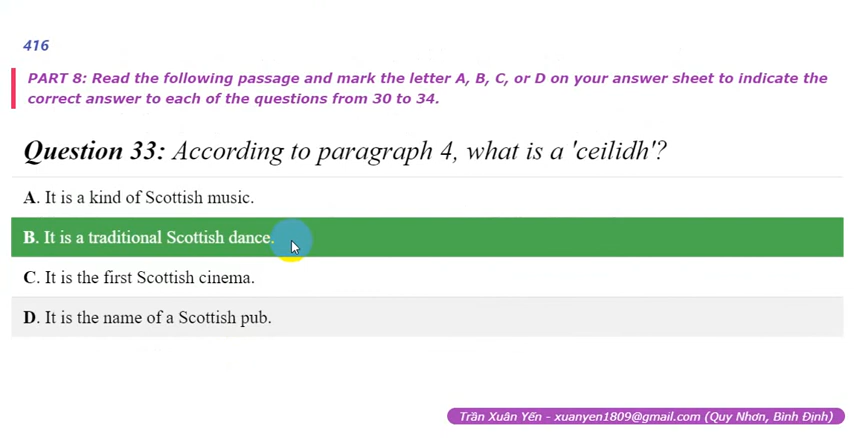 416
PART 8: Read the following passage and mark the letter A, B, C, or D on your answer sheet to indicate the
correct answer to each of the questions from 30 to 34.
Question 33: According to paragraph 4, what is a 'ceilidh'?
A. It is a kind of Scottish music.
B. It is a traditional Scottish dance.
C. It is the first Scottish cinema.
D. It is the name of a Scottish pub.
Trần Xuân Yến - xuanyen1809@gmail.com (Quy Nhơn, Bình Định)